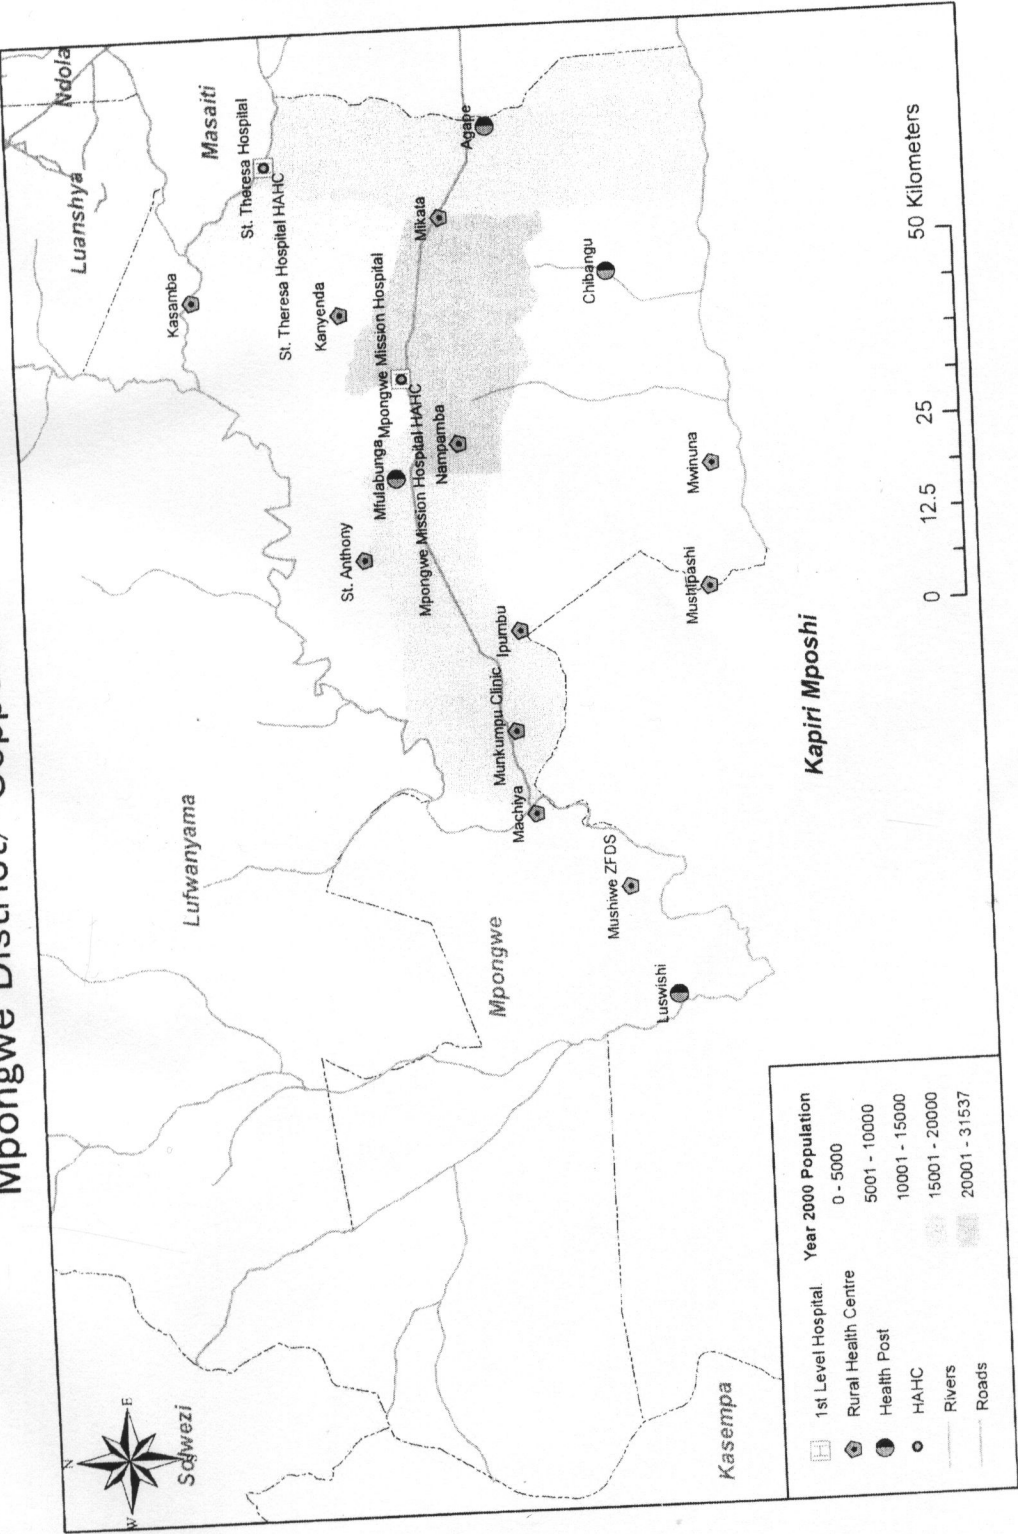 Mpongwe District,
N
W
E
S
Solwezi
Luanshya
Ndola
Masaiti
Lufwanyama
Kasamba
St. Theresa Hospital
St. Theresa Hospital HAHC
Kanyenda
Mpongwe Mission Hospital
Mpongwe Mission Hospital HAHC
Mfulabunga
St. Anthony
Nampamba
Mikata
Agape
Chibangu
Mpongwe
Machiya
Munkumpu Clinic
Ipumbu
Mushiwe ZFDS
Luswishi
Mushipashi
Mwinuna
Kasempa
Kapiri Mposhi
1st Level Hospital
Rural Health Centre
Health Post
HAHC
Rivers
Roads
Year 2000 Population
0 - 5000
5001 - 10000
10001 - 15000
15001 - 20000
20001 - 31537
0 12.5 25 50 Kilometers